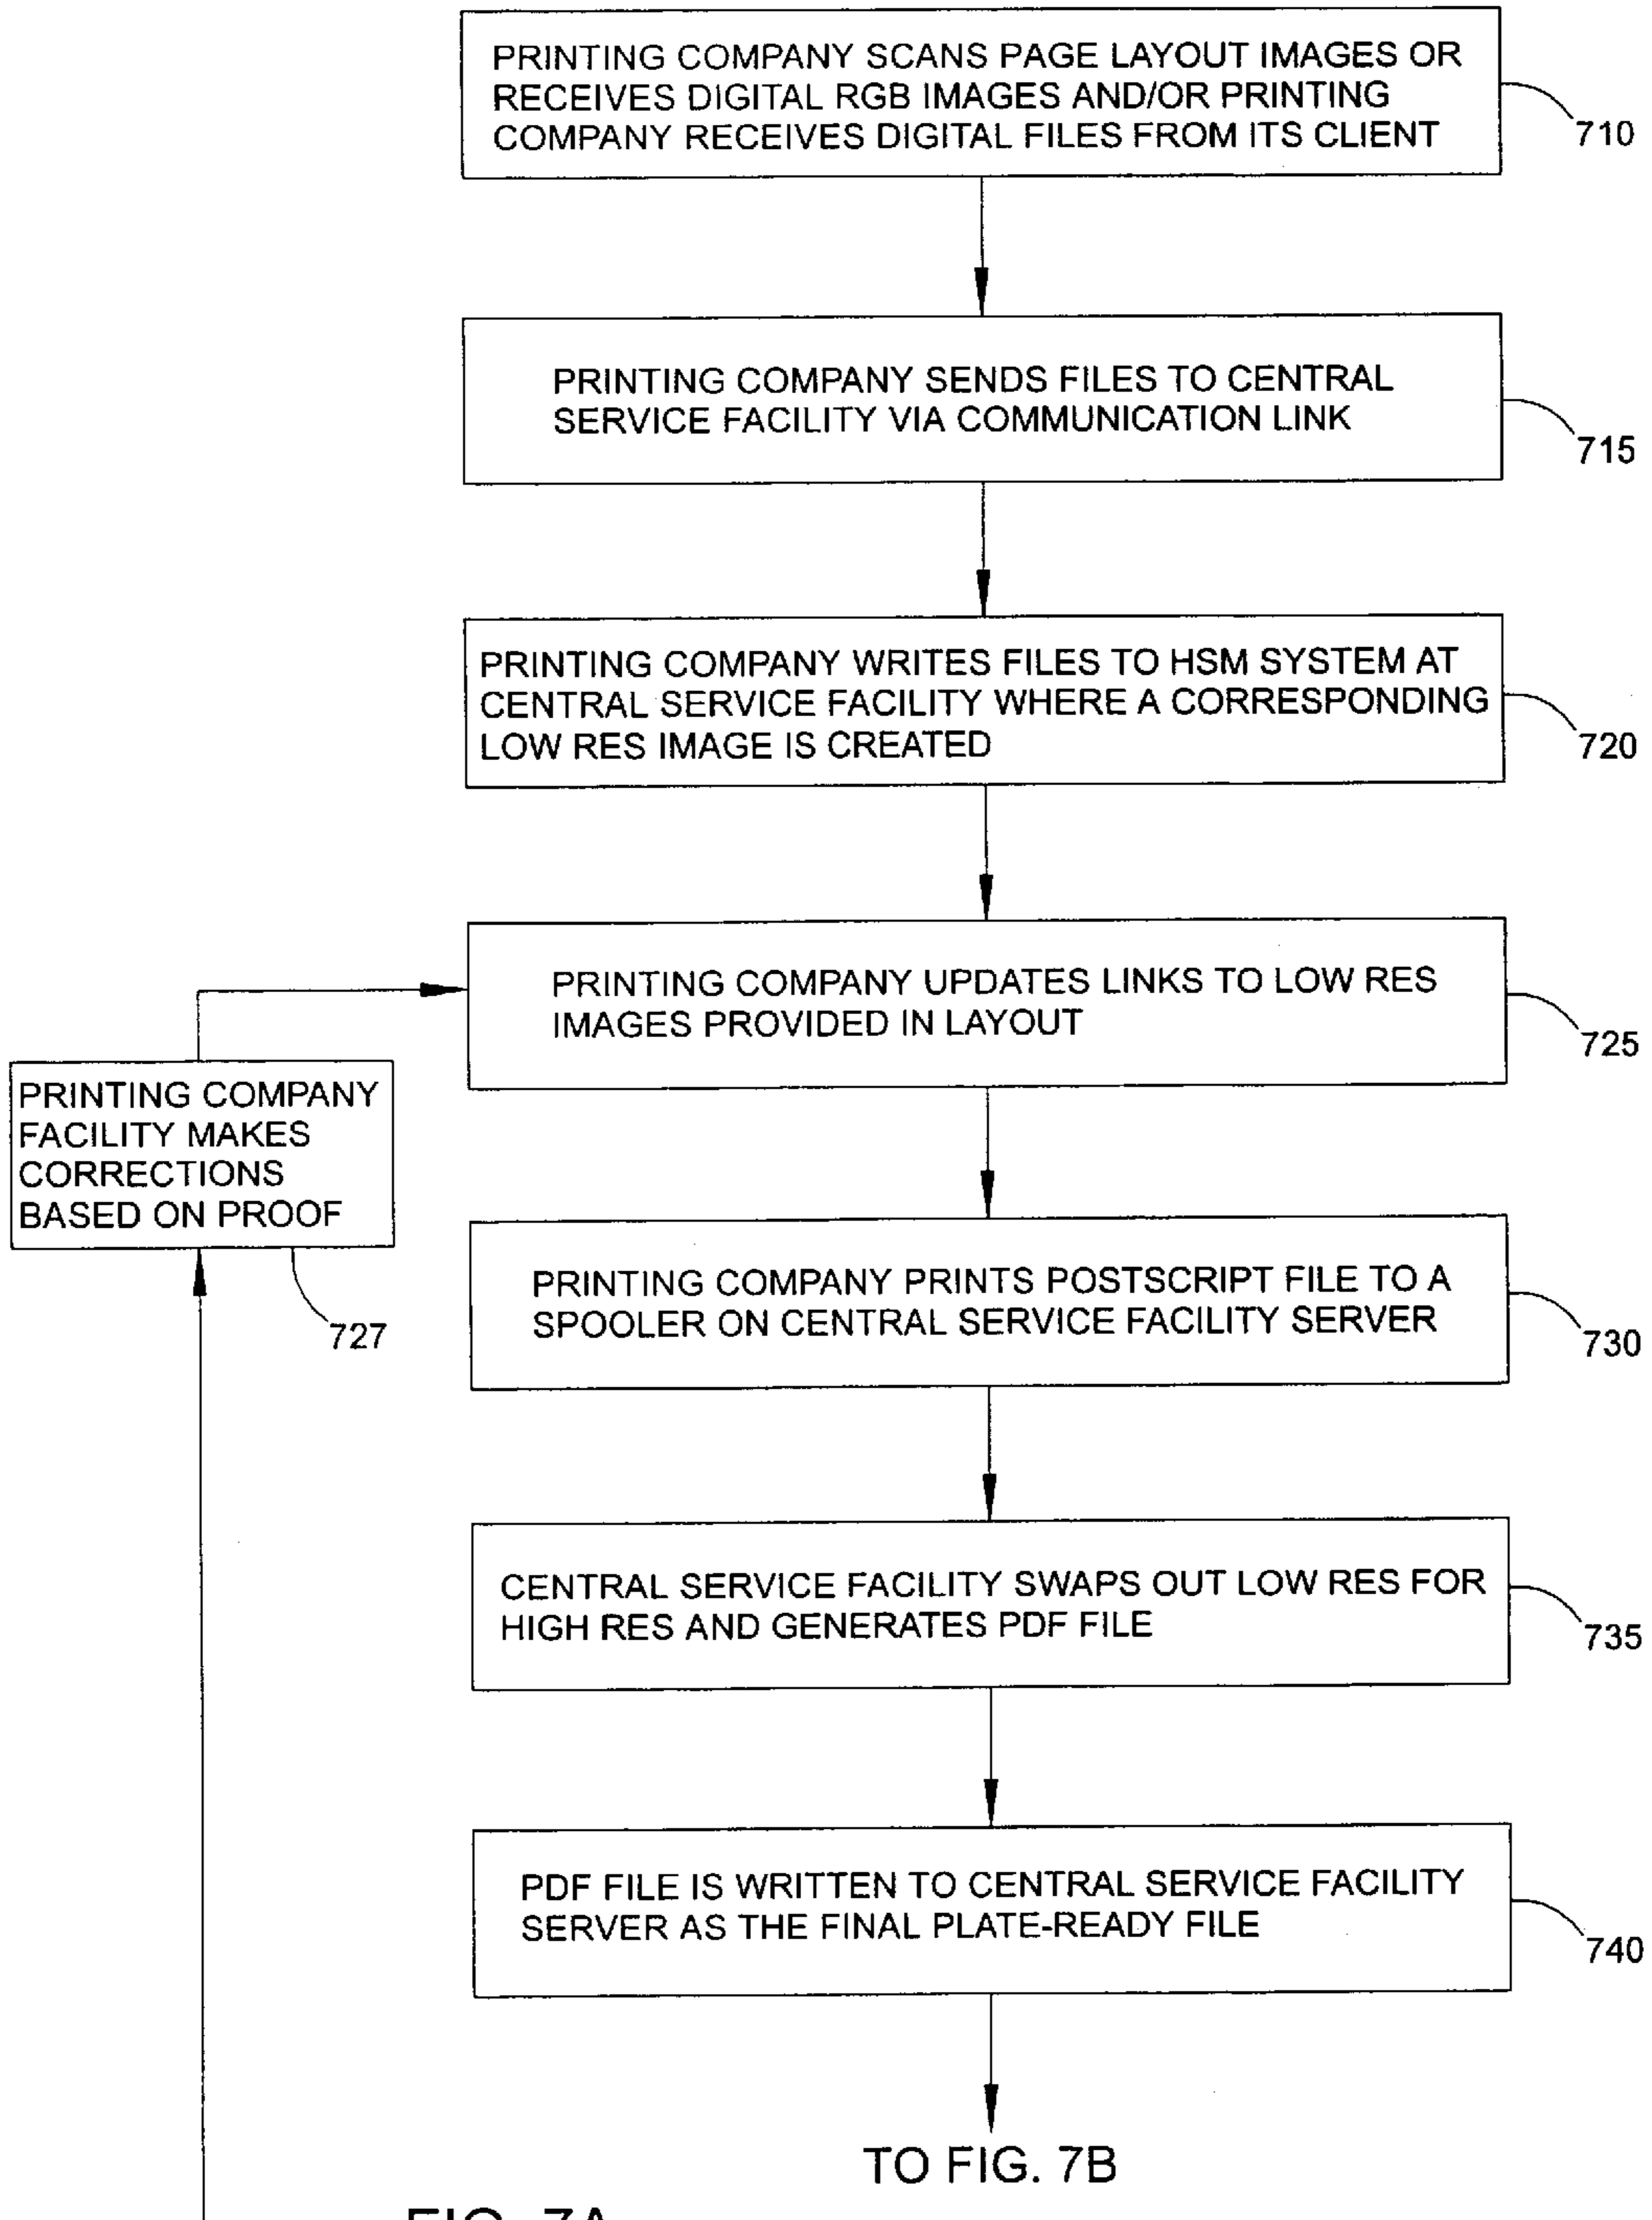 PRINTING COMPANY SCANS PAGE LAYOUT IMAGES OR
RECEIVES DIGITAL RGB IMAGES AND/OR PRINTING
COMPANY RECEIVES DIGITAL FILES FROM ITS CLIENT
710
PRINTING COMPANY SENDS FILES TO CENTRAL
SERVICE FACILITY VIA COMMUNICATION LINK
715
PRINTING COMPANY WRITES FILES TO HSM SYSTEM AT
CENTRAL SERVICE FACILITY WHERE A CORRESPONDING
LOW RES IMAGE IS CREATED
720
PRINTING COMPANY UPDATES LINKS TO LOW RES
IMAGES PROVIDED IN LAYOUT
725
PRINTING COMPANY
FACILITY MAKES
CORRECTIONS
BASED ON PROOF
727
PRINTING COMPANY PRINTS POSTSCRIPT FILE TO A
SPOOLER ON CENTRAL SERVICE FACILITY SERVER
730
CENTRAL SERVICE FACILITY SWAPS OUT LOW RES FOR
HIGH RES AND GENERATES PDF FILE
735
PDF FILE IS WRITTEN TO CENTRAL SERVICE FACILITY
SERVER AS THE FINAL PLATE-READY FILE
740
TO FIG. 7B
FIG. 7A